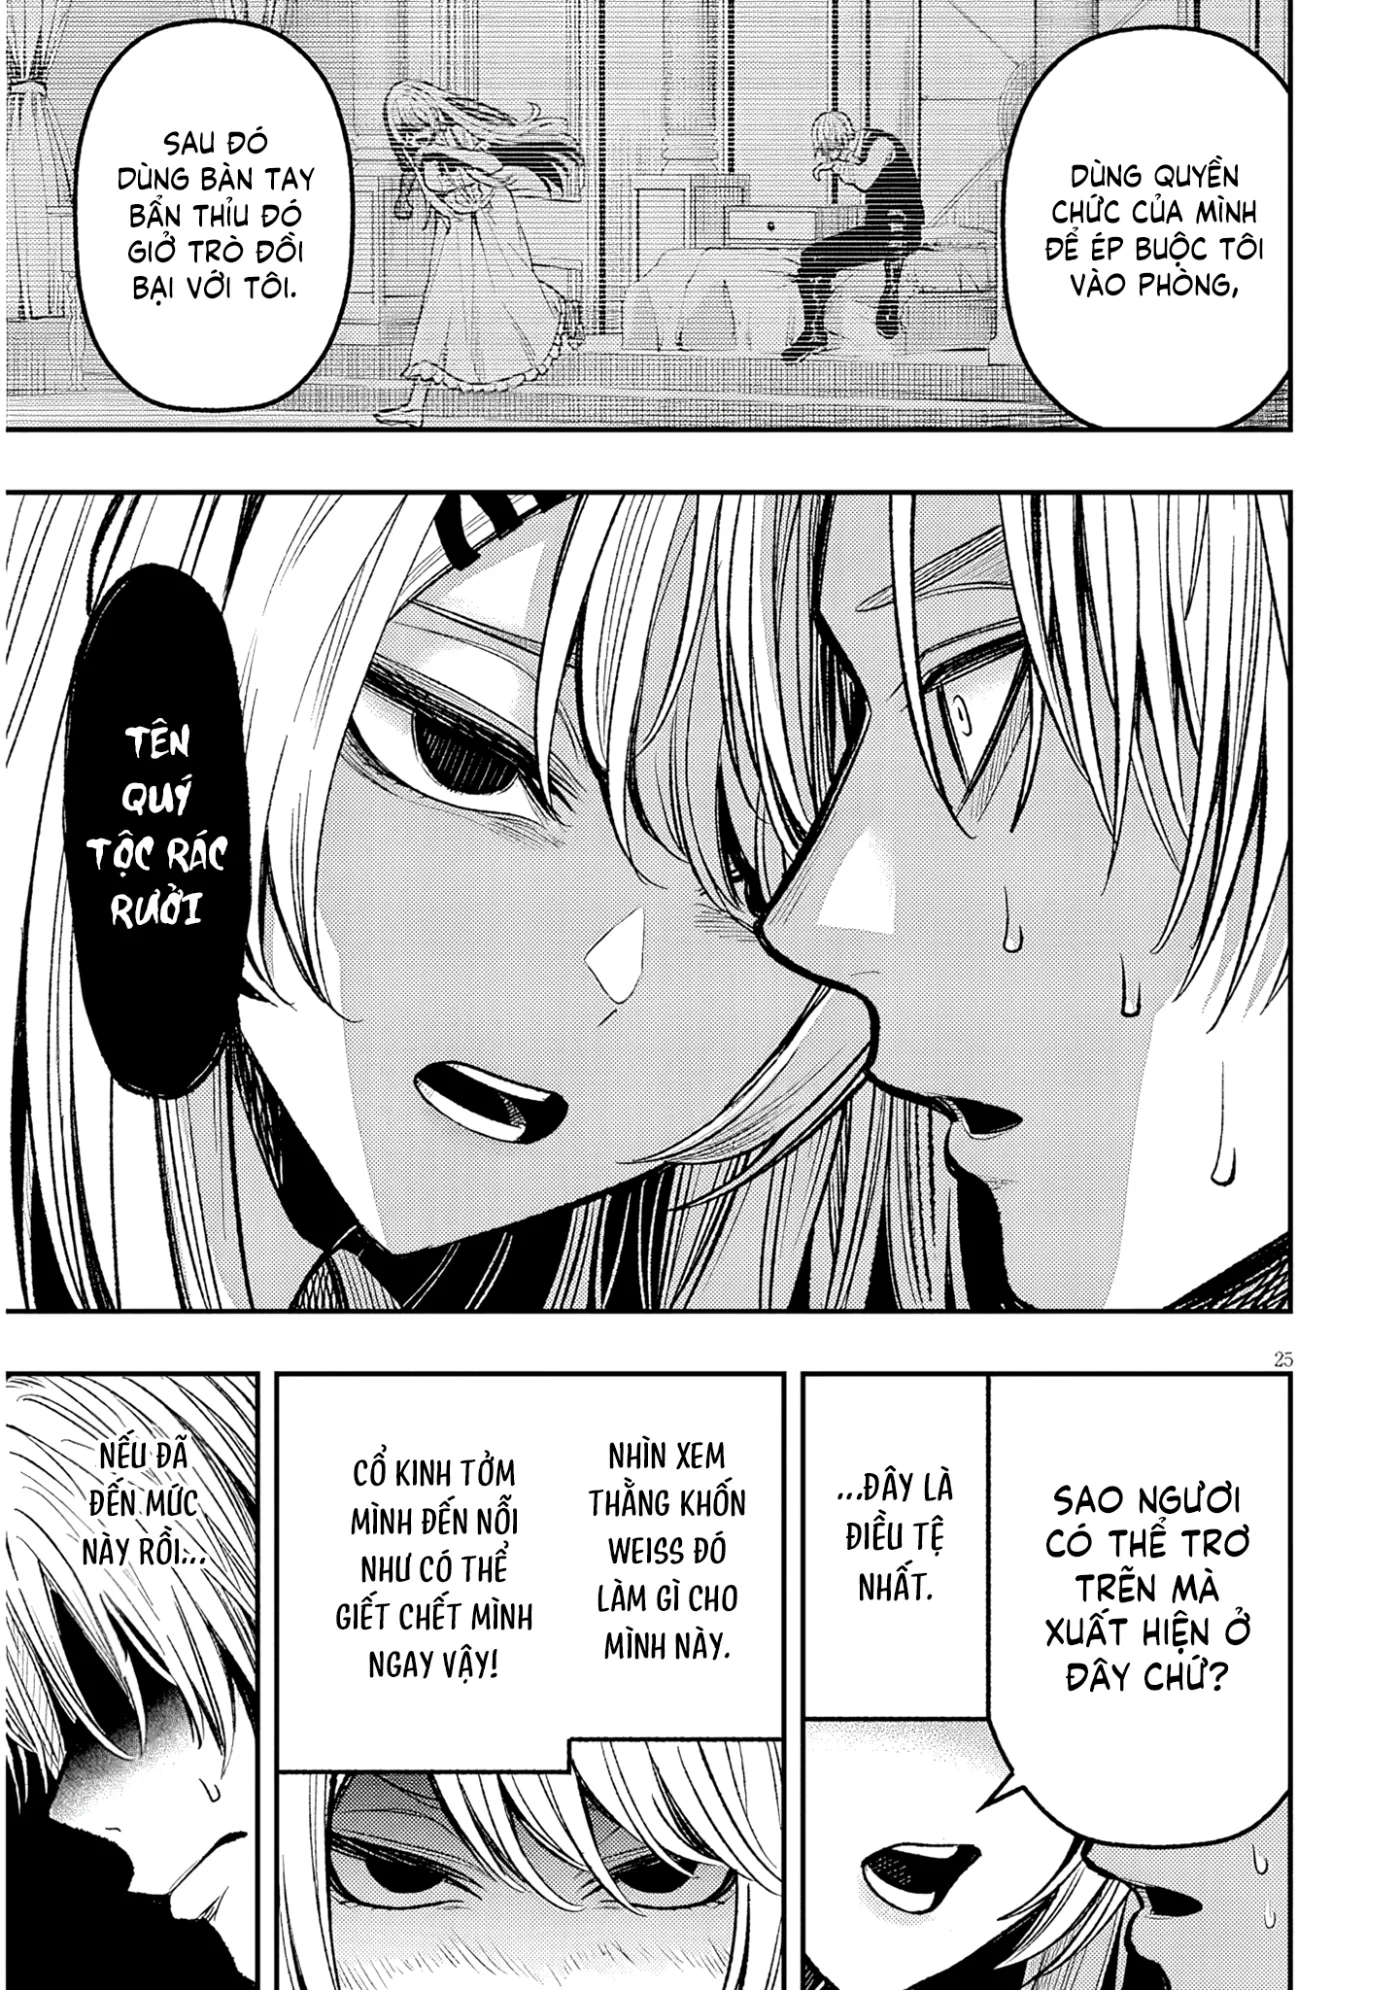 DÙNG QUYỀN
CHỨC CỦA MÌNH
ĐỂ ÉP BUỘC TÔI
VÀO PHÒNG,
SAU ĐÓ
DÙNG BÀN TAY
BẨN THỈU ĐÓ
GIỞ TRÒ ĐỒI
BẠI VỚI TÔI.
TÊN
QUÝ
TỘC RÁC
RƯỞI
25
SAO NGƯƠI
CÓ THỂ TRƠ
TRẼN MÀ
XUẤT HIỆN Ở
ĐÂY CHỨ?
...ĐÂY LÀ
ĐIỀU TỆ
NHẤT.
NHÌN XEM
THẰNG KHỐN
WEISS ĐÓ
LÀM GÌ CHO
MÌNH NÀY.
CỔ KINH TỞM
MÌNH ĐẾN NỖI
NHƯ CÓ THỂ
GIẾT CHẾT MÌNH
NGAY VẬY!
NẾU ĐÃ
ĐẾN MỨC
NÀY RỒI...